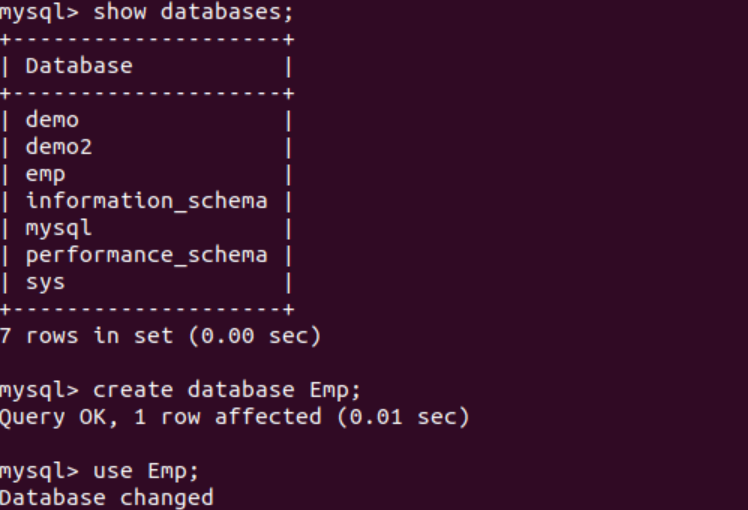 mysql> show databases;
+--------------------+
| Database           |
+--------------------+
| demo               |
| demo2              |
| emp                |
| information_schema |
| mysql              |
| performance_schema |
| sys                |
+--------------------+
7 rows in set (0.00 sec)
mysql> create database Emp;
Query OK, 1 row affected (0.01 sec)
mysql> use Emp;
Database changed